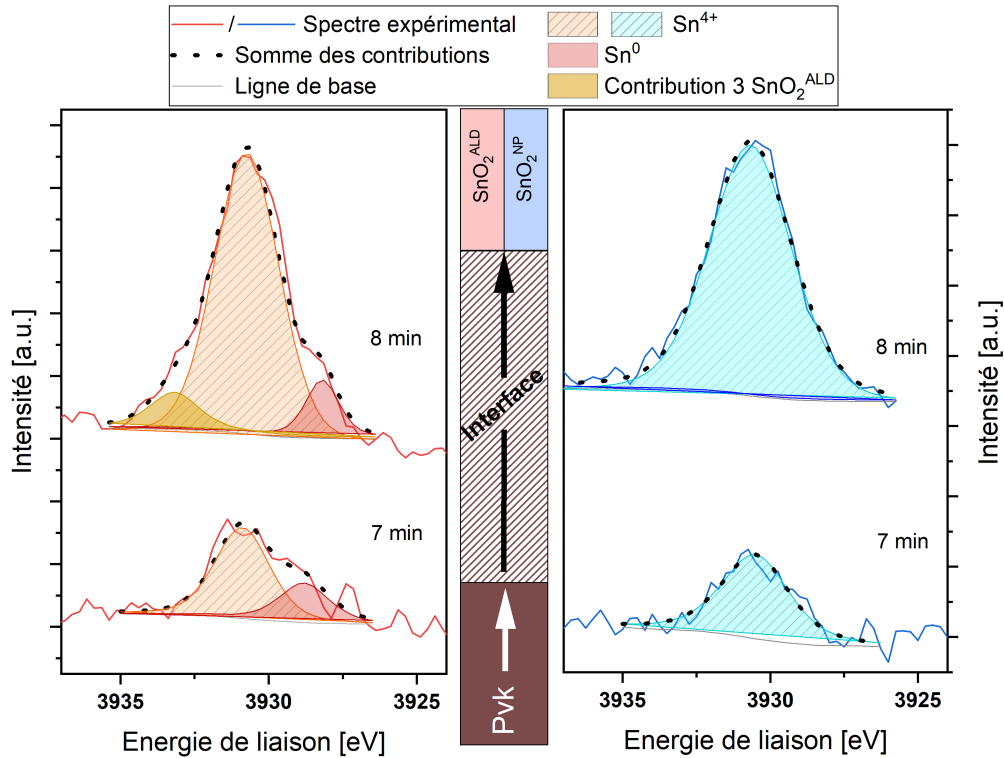 / Spectre expérimental
Sn⁴⁺
Somme des contributions
Sn⁰
Ligne de base
Contribution 3 SnO₂ᴬᴸᴰ
Intensité [a.u.]
8 min
7 min
3935 3930 3925
Energie de liaison [eV]
SnO₂ᴬᴸᴰ
SnO₂ᴺᴾ
Interface
Pvk
8 min
7 min
3935 3930 3925
Energie de liaison [eV]
Intensité [a.u.]